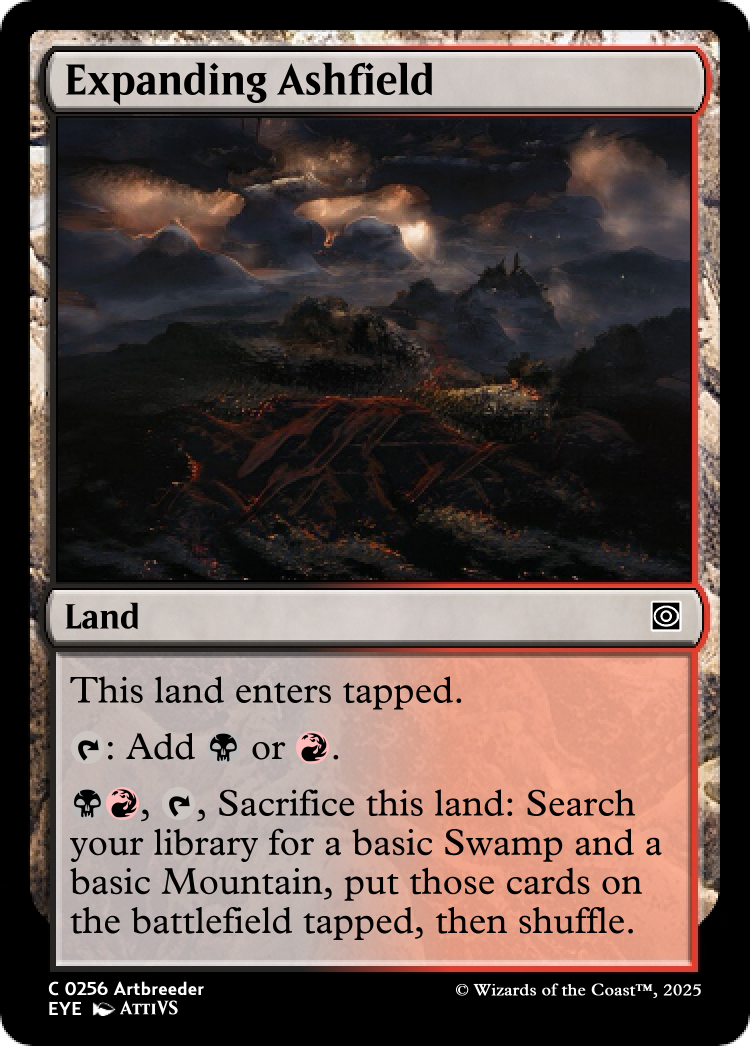 Expanding Ashfield
Land
This land enters tapped.
: Add or .
, , Sacrifice this land: Search
your library for a basic Swamp and a
basic Mountain, put those cards on
the battlefield tapped, then shuffle.
C 0256 Artbreeder
EYE ATTIVS
© Wizards of the Coast™, 2025